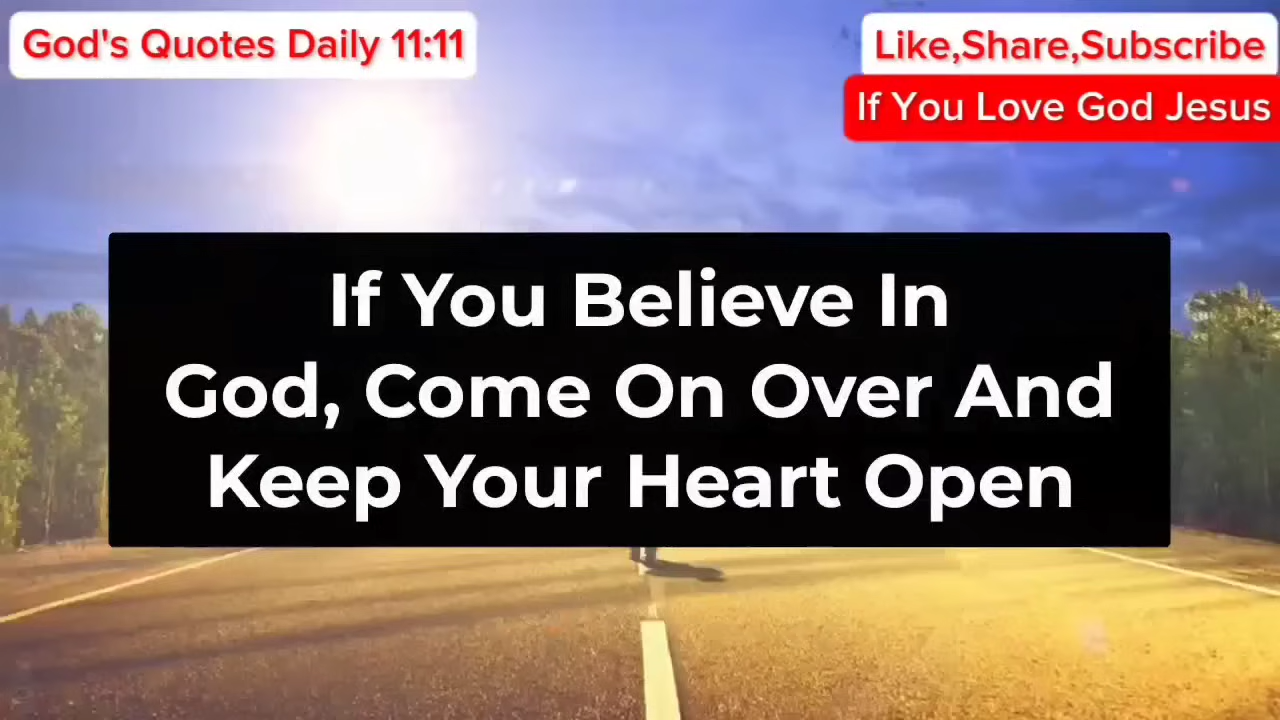 God's Quotes Daily 11:11
Like,Share,Subscribe
If You Love God Jesus
If You Believe In
God, Come On Over And
Keep Your Heart Open